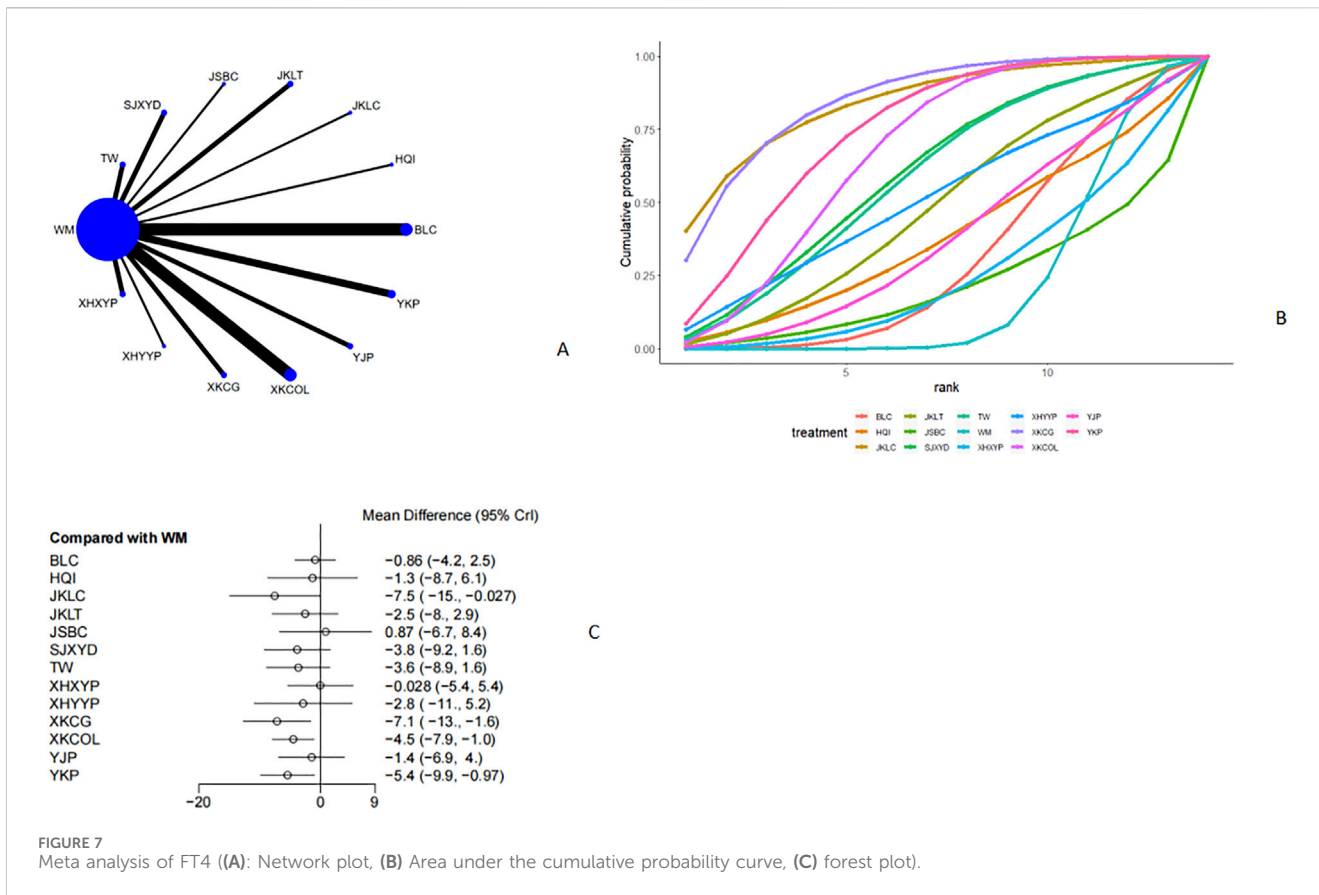 JSBC
JKLT
SJXYD
JKLC
TW
HQI
WM
BLC
XHXYP
YKP
XHYYP
YJP
XKCG
XKCOL
A
1.00
0.75
0.50
0.25
0.00
Cumulative probability
5
10
rank
B
treatment
BLC JKLT TW XHYYP YJP
HQI JSBC WM XKCG YKP
JKLC SJXYD XHXYP XKCOL
Mean Difference (95% CrI)
Compared with WM
BLC −0.86 (−4.2, 2.5)
HQI −1.3 (−8.7, 6.1)
JKLC −7.5 (−15., −0.027)
JKLT −2.5 (−8., 2.9)
JSBC 0.87 (−6.7, 8.4)
SJXYD −3.8 (−9.2, 1.6)
TW −3.6 (−8.9, 1.6)
XHXYP −0.028 (−5.4, 5.4)
XHYYP −2.8 (−11., 5.2)
XKCG −7.1 (−13., −1.6)
XKCOL −4.5 (−7.9, −1.0)
YJP −1.4 (−6.9, 4.)
YKP −5.4 (−9.9, −0.97)
−20 0 9
C
FIGURE 7
Meta analysis of FT4 ((A): Network plot, (B) Area under the cumulative probability curve, (C) forest plot).